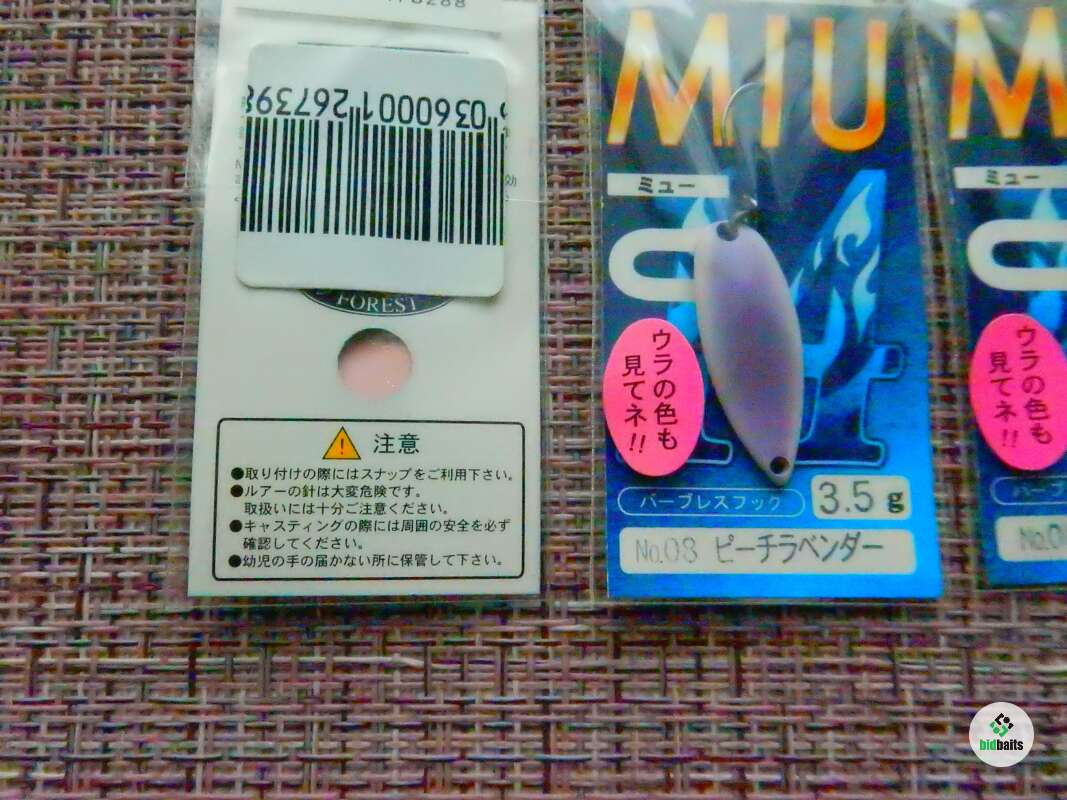 78288
036000126739
FOREST
注意
●取り付けの際にはスナップをご利用下さい。
●ルアーの針は大変危険です。
取扱いには十分ご注意ください。
●キャスティングの際には周囲の安全を必ず
確認してください。
●幼児の手の届かない所に保管して下さい。
MIU
ミュー
ウラの色も
見てネ!!
バーブレスフック
3.5g
No.08 ピーチラベンダー
M
ミュー
ウラの色も
見てネ!!
バーブ
No.0
bidbaits